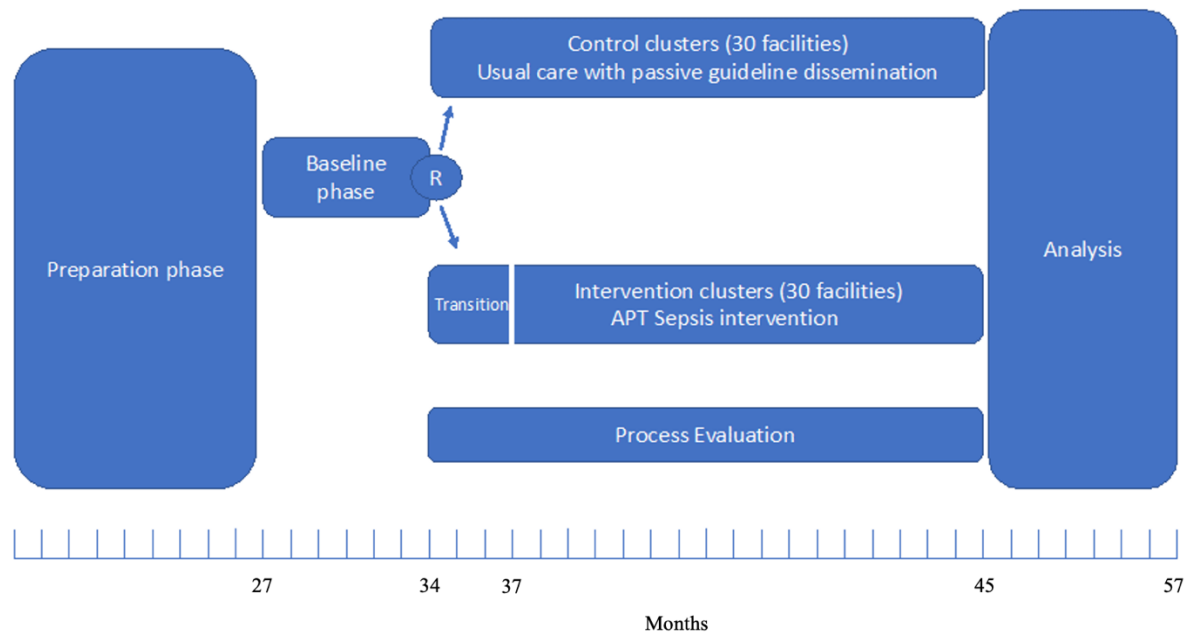 Control clusters (30 facilities)
Usual care with passive guideline dissemination
Baseline
phase
R
Preparation phase
Analysis
Transition
Intervention clusters (30 facilities)
APT Sepsis intervention
Process Evaluation
27
34
37
45
57
Months